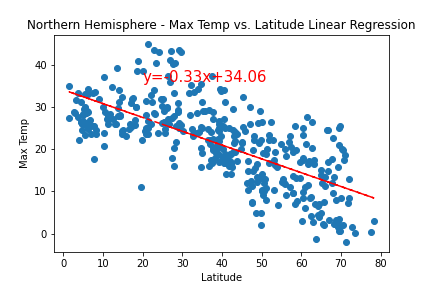 Northern Hemisphere - Max Temp vs. Latitude Linear Regression
40
30
20
10
0
Max Temp
y=-0.33x+34.06
0 10 20 30 40 50 60 70 80
Latitude